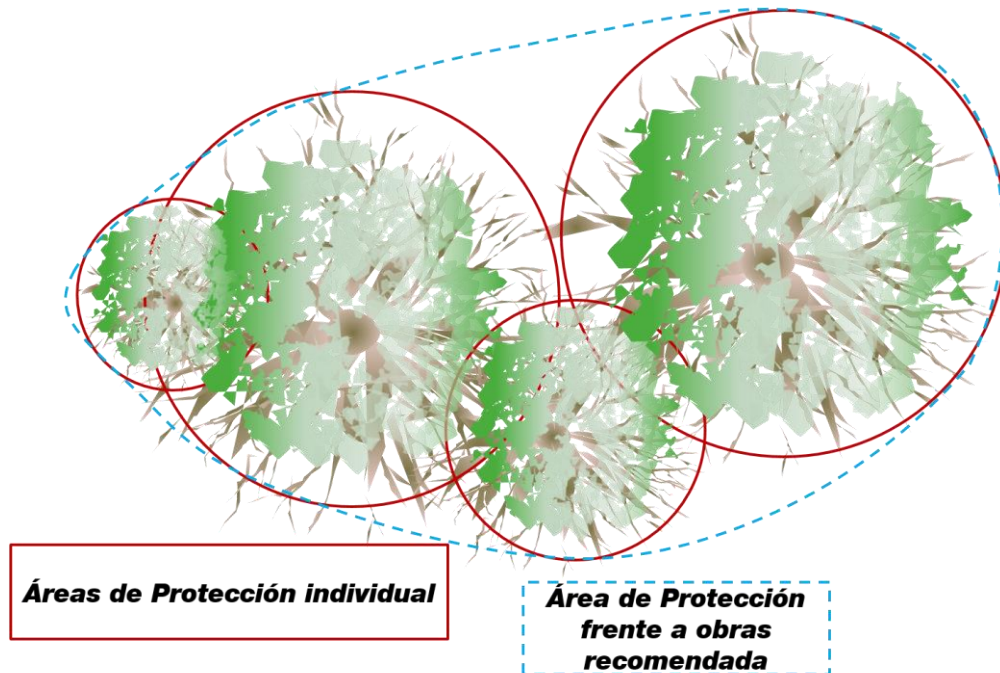 Áreas de Protección individual
Área de Protección
frente a obras
recomendada